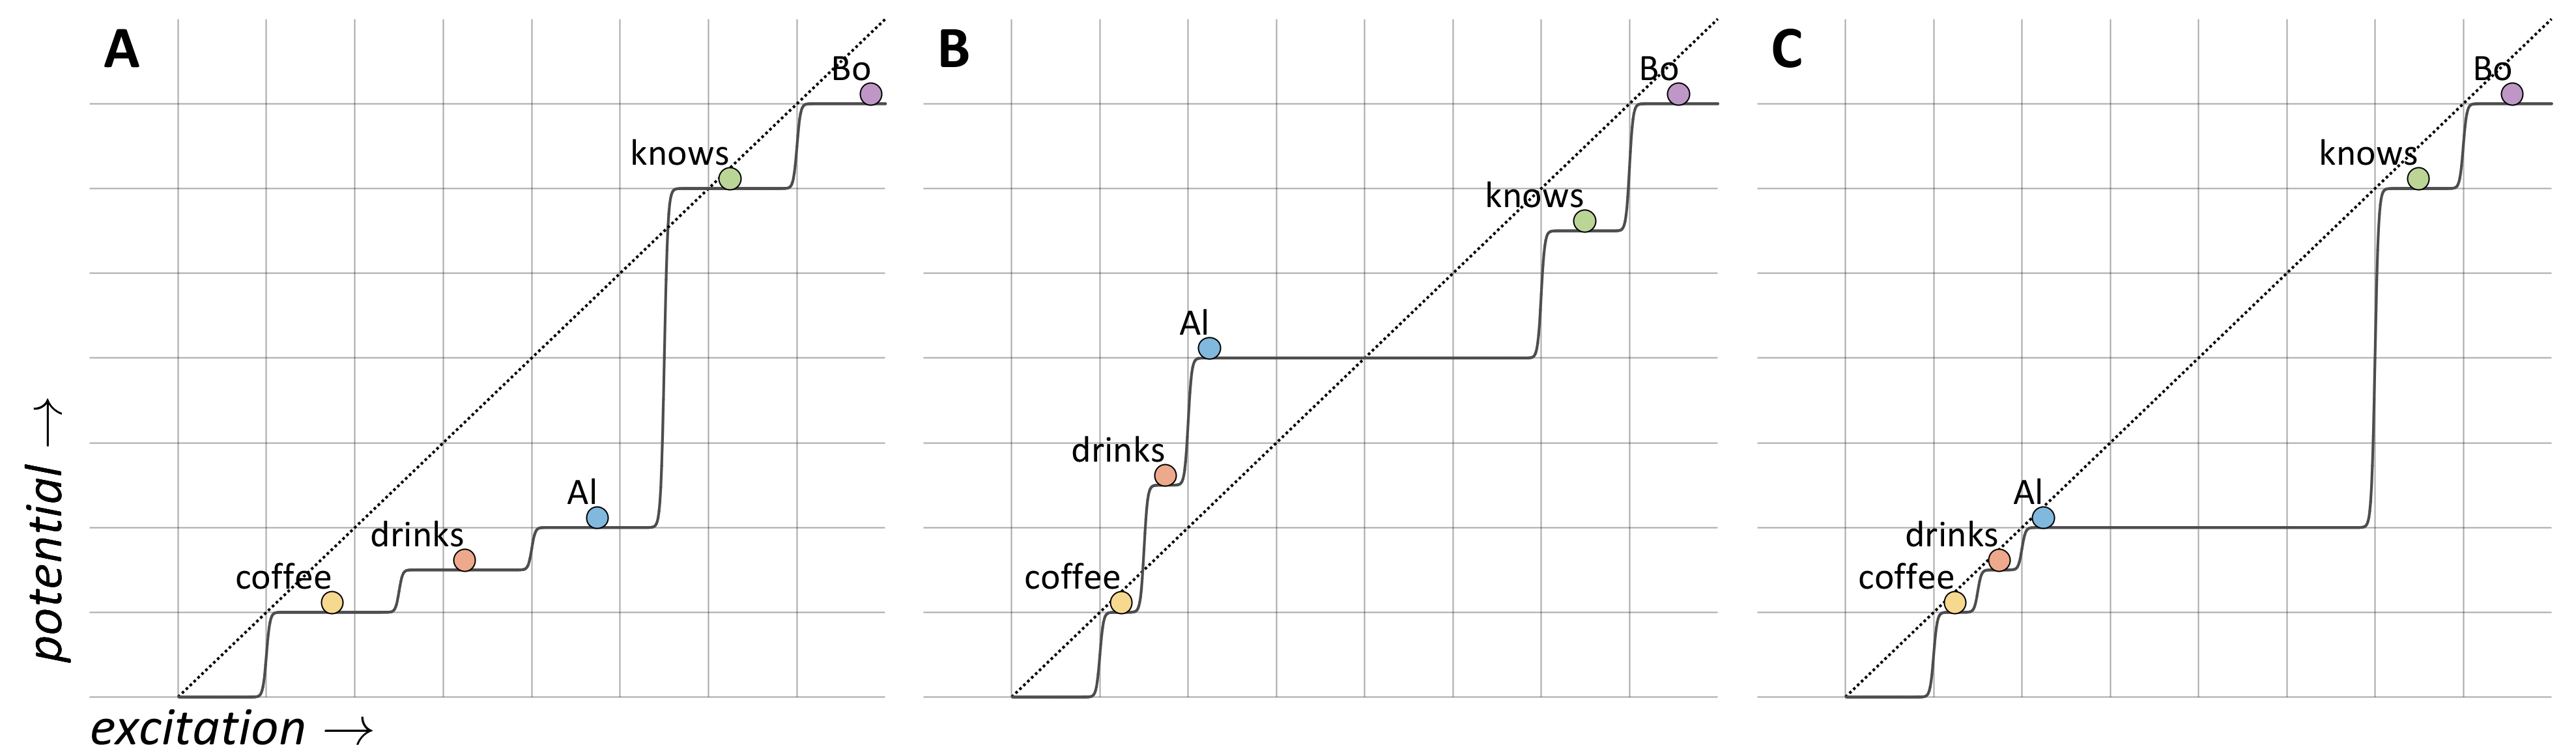 A
Bo
knows
Al
drinks
coffee
B
Bo
knows
Al
drinks
coffee
C
Bo
knows
Al
drinks
coffee
potential →
excitation →